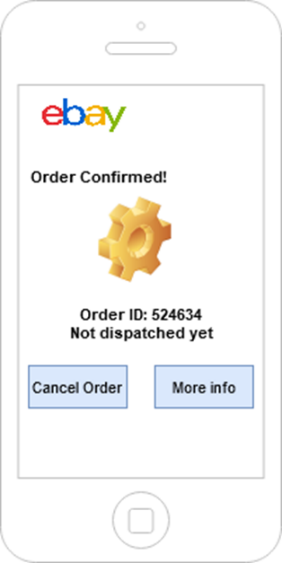 ebay
Order Confirmed!
Order ID: 524634
Not dispatched yet
Cancel Order
More info